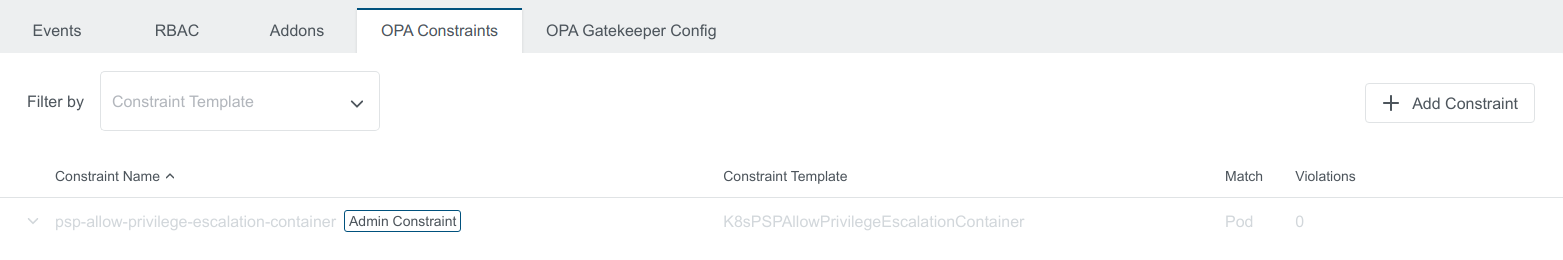 Events RBAC Addons OPA Constraints OPA Gatekeeper Config
Filter by Constraint Template Add Constraint
Constraint Name Constraint Template Match Violations
psp-allow-privilege-escalation-container Admin Constraint K8sPSPAllowPrivilegeEscalationContainer Pod 0